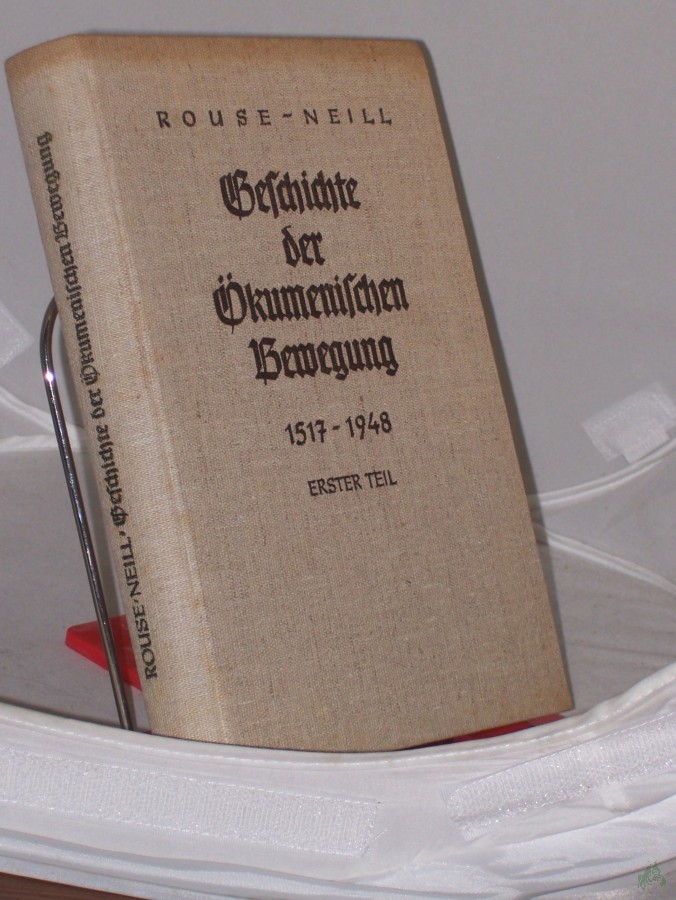 ROUSE-NEILL
Geschichte
der
Ökumenischen
Bewegung
1517-1948
ERSTER TEIL
ROUSE·NEILL, Geschichte der Ökumenischen Bewegung